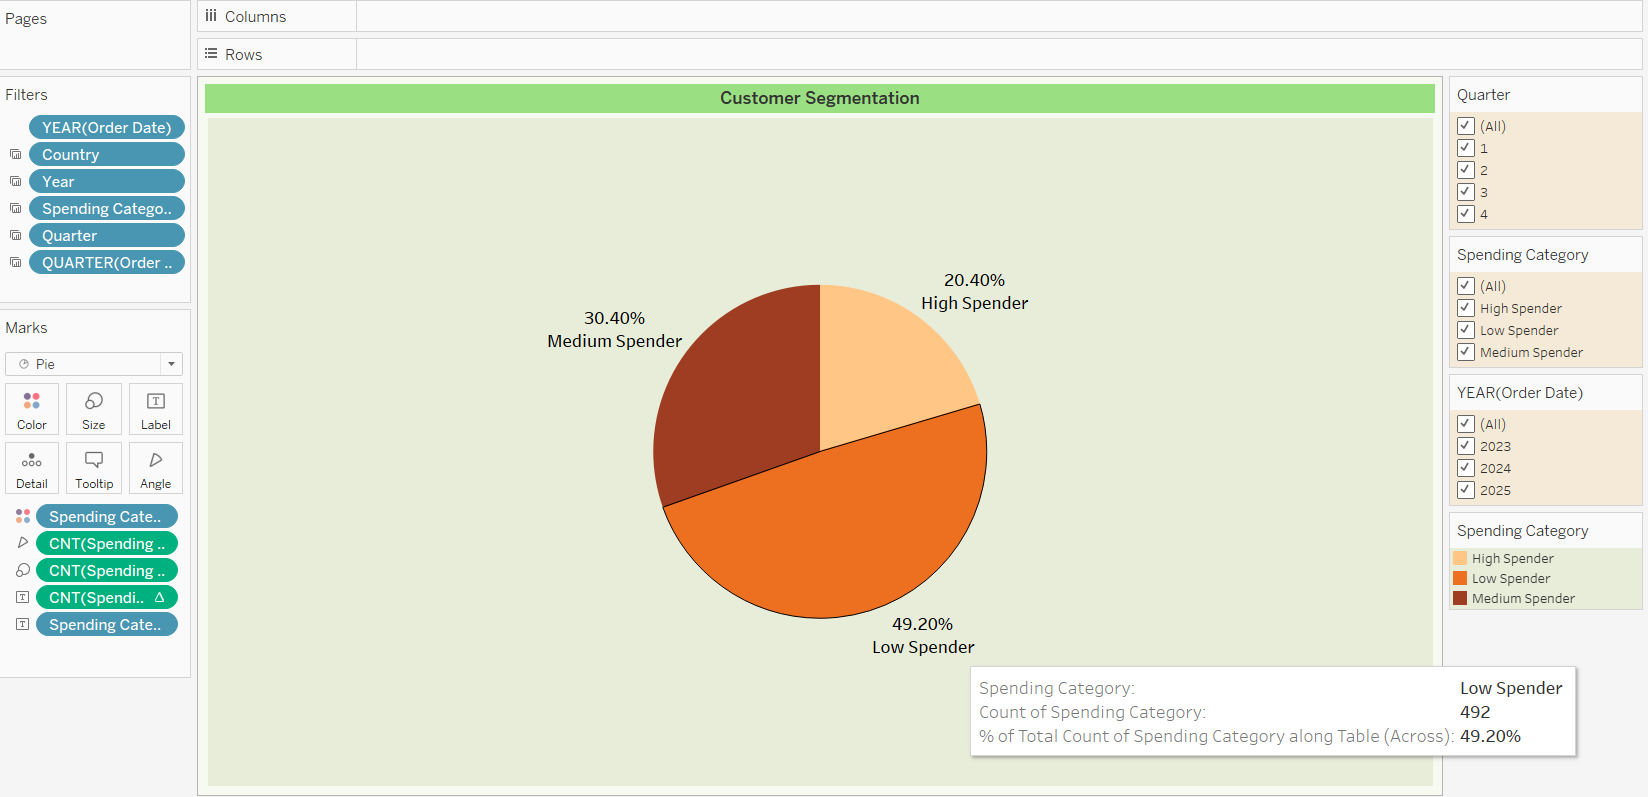 Pages
Columns
Rows
Filters
YEAR(Order Date)
Country
Year
Spending Catego..
Quarter
QUARTER(Order ..
Marks
Pie
Color
Size
Label
Detail
Tooltip
Angle
Spending Cate..
CNT(Spending ..
CNT(Spending ..
CNT(Spendi.. Δ
Spending Cate..
Customer Segmentation
20.40%
High Spender
30.40%
Medium Spender
49.20%
Low Spender
Spending Category: Low Spender
Count of Spending Category: 492
% of Total Count of Spending Category along Table (Across): 49.20%
Quarter
(All)
1
2
3
4
Spending Category
(All)
High Spender
Low Spender
Medium Spender
YEAR(Order Date)
(All)
2023
2024
2025
Spending Category
High Spender
Low Spender
Medium Spender